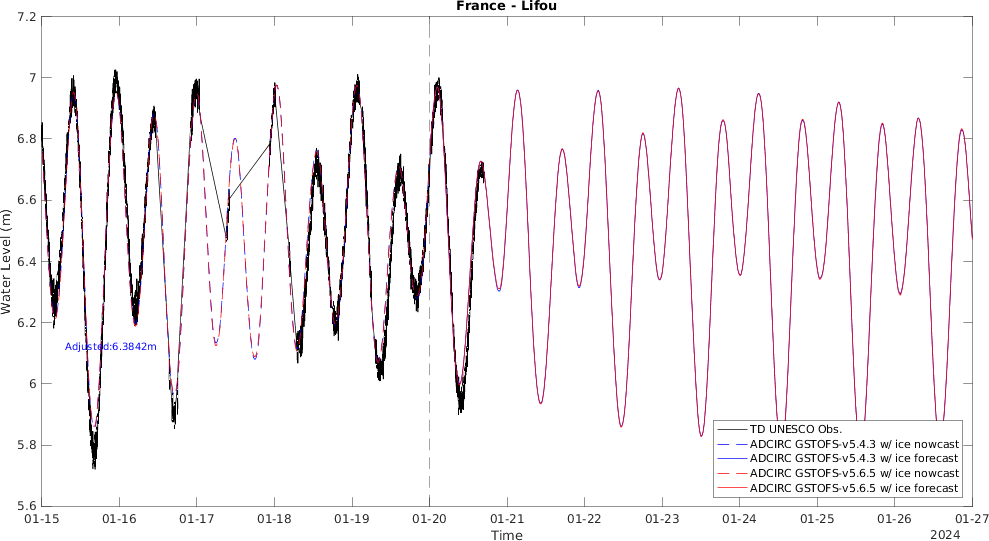 France - Lifou
7.2
7
6.8
6.6
6.4
6.2
6
5.8
5.6
Water Level (m)
Adjusted:6.3842m
TD UNESCO Obs.
ADCIRC GSTOFS-v5.4.3 w/ ice nowcast
ADCIRC GSTOFS-v5.4.3 w/ ice forecast
ADCIRC GSTOFS-v5.6.5 w/ ice nowcast
ADCIRC GSTOFS-v5.6.5 w/ ice forecast
01-15 01-16 01-17 01-18 01-19 01-20 01-21 01-22 01-23 01-24 01-25 01-26 01-27
Time
2024